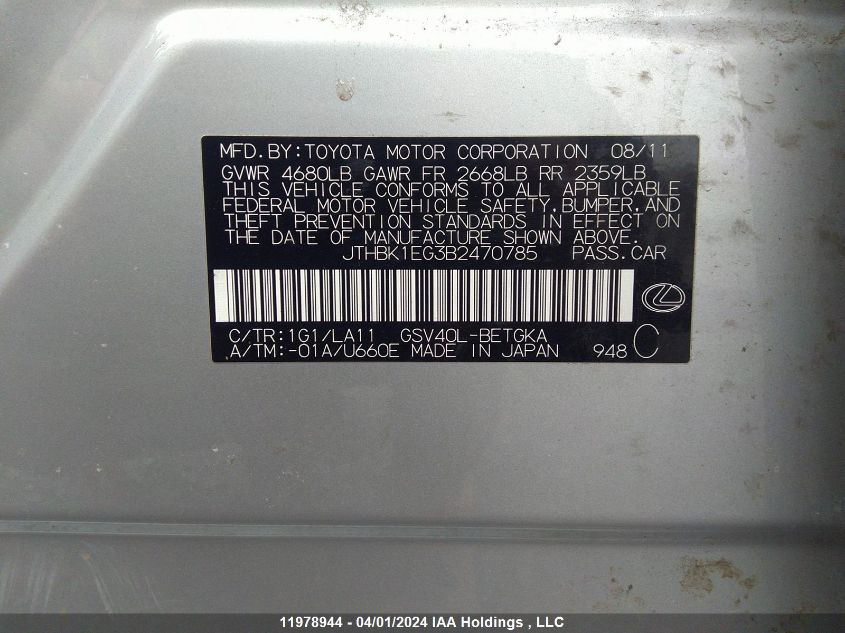 MFD.BY:TOYOTA MOTOR CORPORATION 08/11
GVWR 4680LB GAWR FR 2668LB RR 2359LB
THIS VEHICLE CONFORMS TO ALL APPLICABLE
FEDERAL MOTOR VEHICLE SAFETY,BUMPER,AND
THEFT PREVENTION STANDARDS IN EFFECT ON
THE DATE OF MANUFACTURE SHOWN ABOVE.
JTHBK1EG3B2470785 PASS.CAR
C/TR:1G1/LA11 GSV40L-BETGKA
A/TM:-01A/U660E MADE IN JAPAN 948 C
11978944 - 04/01/2024 IAA Holdings , LLC